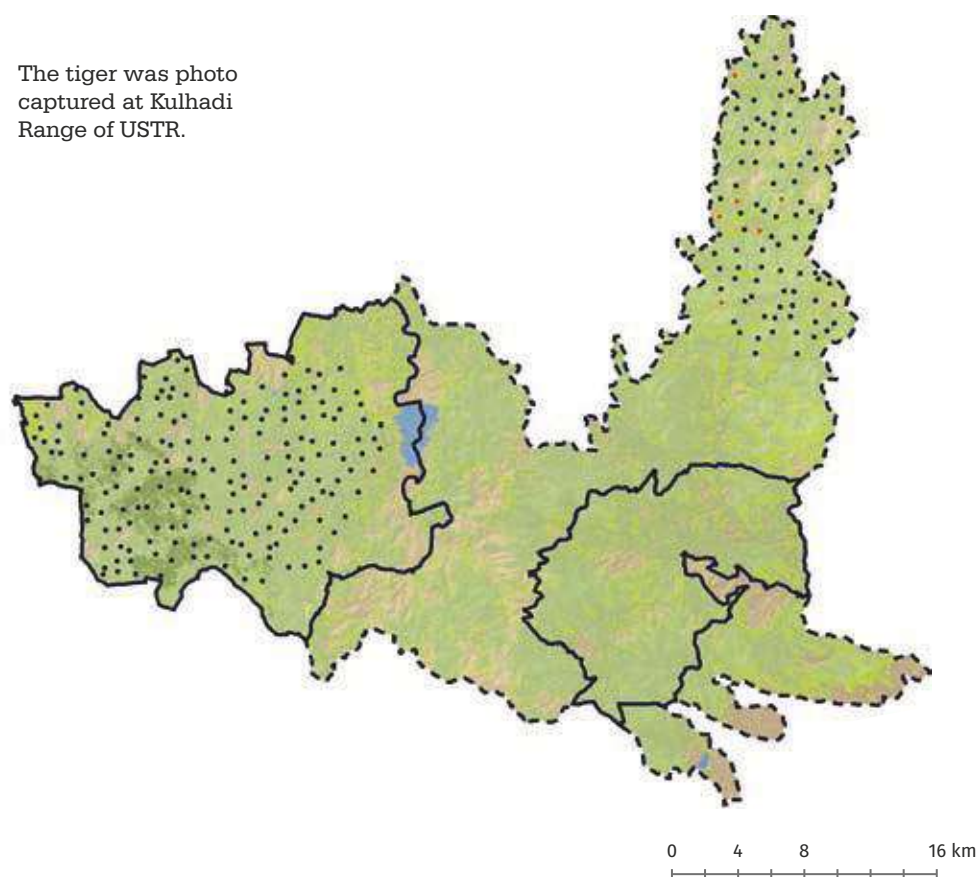 The tiger was photo
captured at Kulhadi
Range of USTR.
0 4 8 16 km